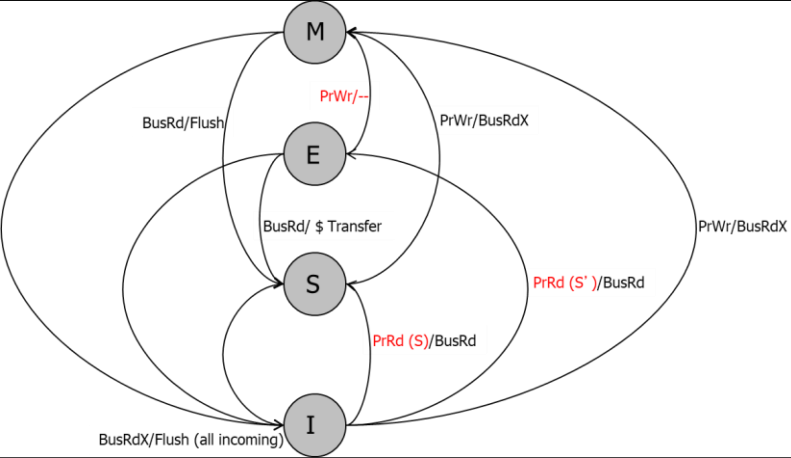 M
PrWr/--
BusRd/Flush
PrWr/BusRdX
E
BusRd/ $ Transfer
PrWr/BusRdX
S
PrRd (S')/BusRd
PrRd (S)/BusRd
I
BusRdX/Flush (all incoming)